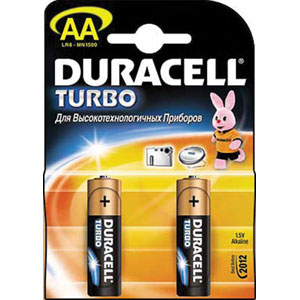 AA
LR6 - MN1500
DURACELL
TURBO
Для Высокотехнологичных Приборов
+ +
DURACELL DURACELL
TURBO TURBO
1.5V
Alkaline
2012